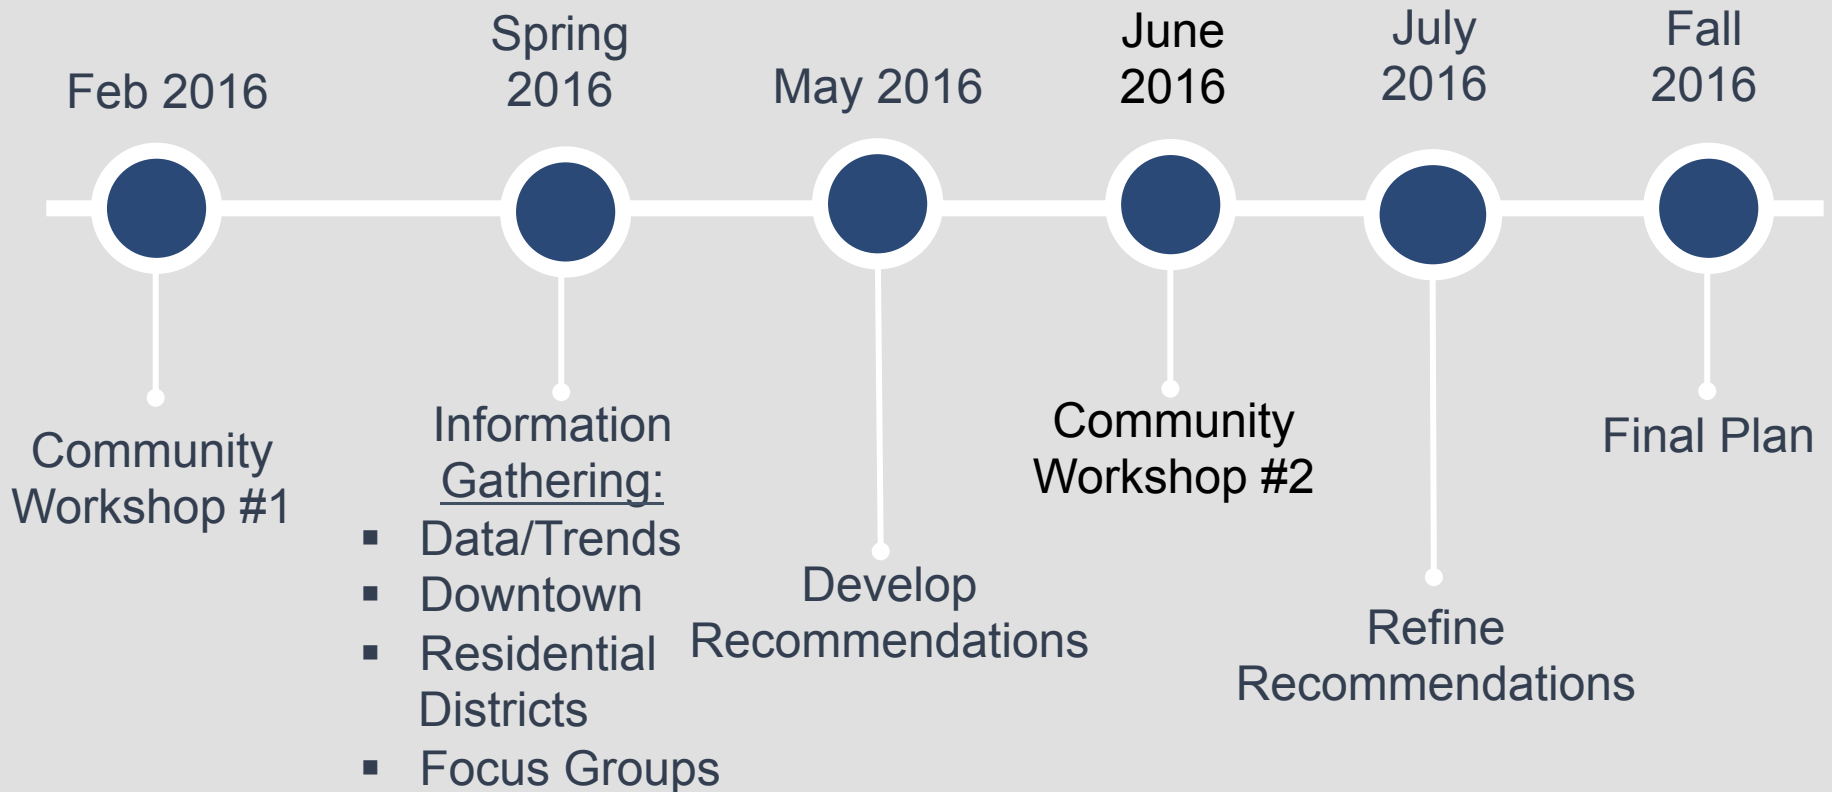 Feb 2016
Spring
2016
May 2016
June
2016
July
2016
Fall
2016
Community
Workshop #1
Information
Gathering:
▪ Data/Trends
▪ Downtown
▪ Residential
Districts
▪ Focus Groups
Develop
Recommendations
Community
Workshop #2
Refine
Recommendations
Final Plan